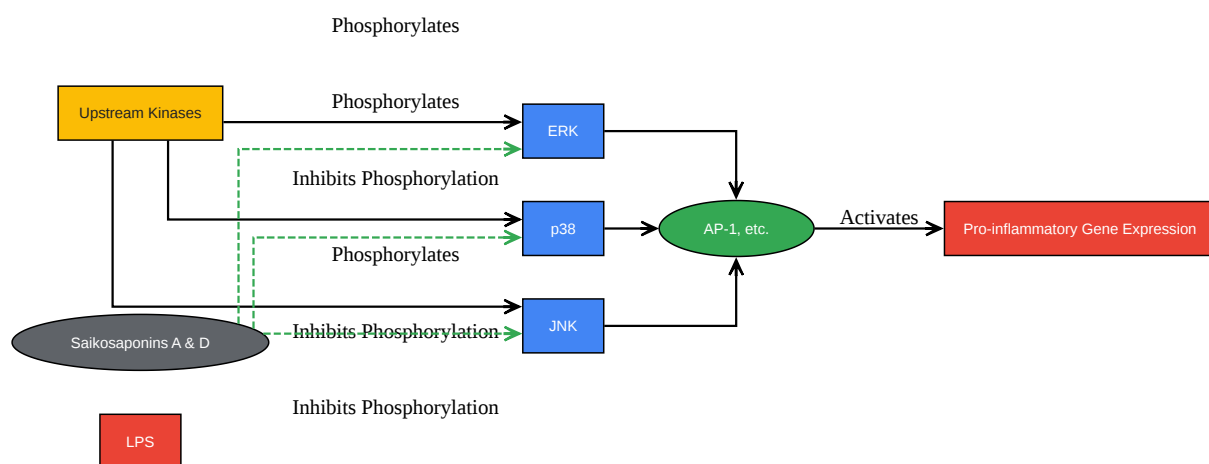 Phosphorylates
Upstream Kinases
Phosphorylates
ERK
Inhibits Phosphorylation
p38
AP-1, etc.
Activates
Pro-inflammatory Gene Expression
Phosphorylates
Inhibits Phosphorylation
JNK
Saikosaponins A & D
Inhibits Phosphorylation
LPS